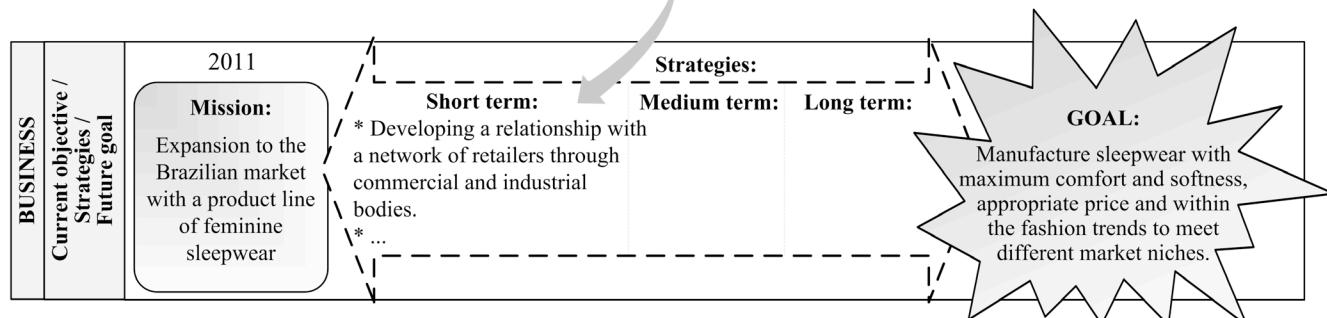 BUSINESS
Current objective /
Strategies /
Future goal
2011
Mission:
Expansion to the
Brazilian market
with a product line
of feminine
sleepwear
Strategies:
Short term:
* Developing a relationship with
a network of retailers through
commercial and industrial
bodies.
* ...
Medium term:
Long term:
GOAL:
Manufacture sleepwear with
maximum comfort and softness,
appropriate price and within
the fashion trends to meet
different market niches.